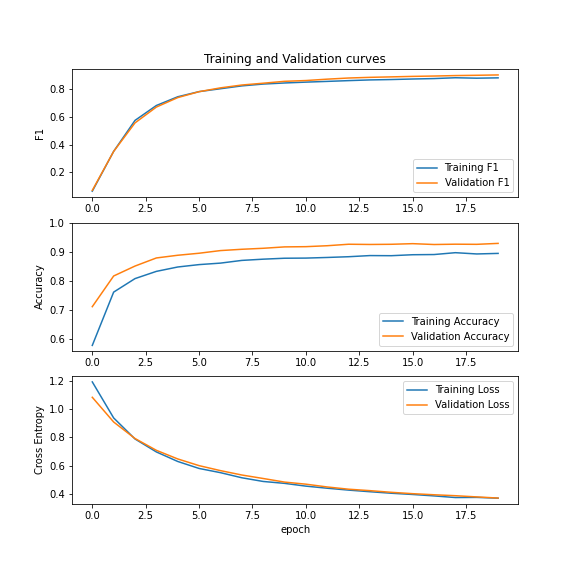 Training and Validation curves
0.8
0.6
0.4
0.2
F1
Training F1
Validation F1
0.0 2.5 5.0 7.5 10.0 12.5 15.0 17.5
1.0
0.9
0.8
0.7
0.6
Accuracy
Training Accuracy
Validation Accuracy
0.0 2.5 5.0 7.5 10.0 12.5 15.0 17.5
1.2
1.0
0.8
0.6
0.4
Cross Entropy
Training Loss
Validation Loss
0.0 2.5 5.0 7.5 10.0 12.5 15.0 17.5
epoch